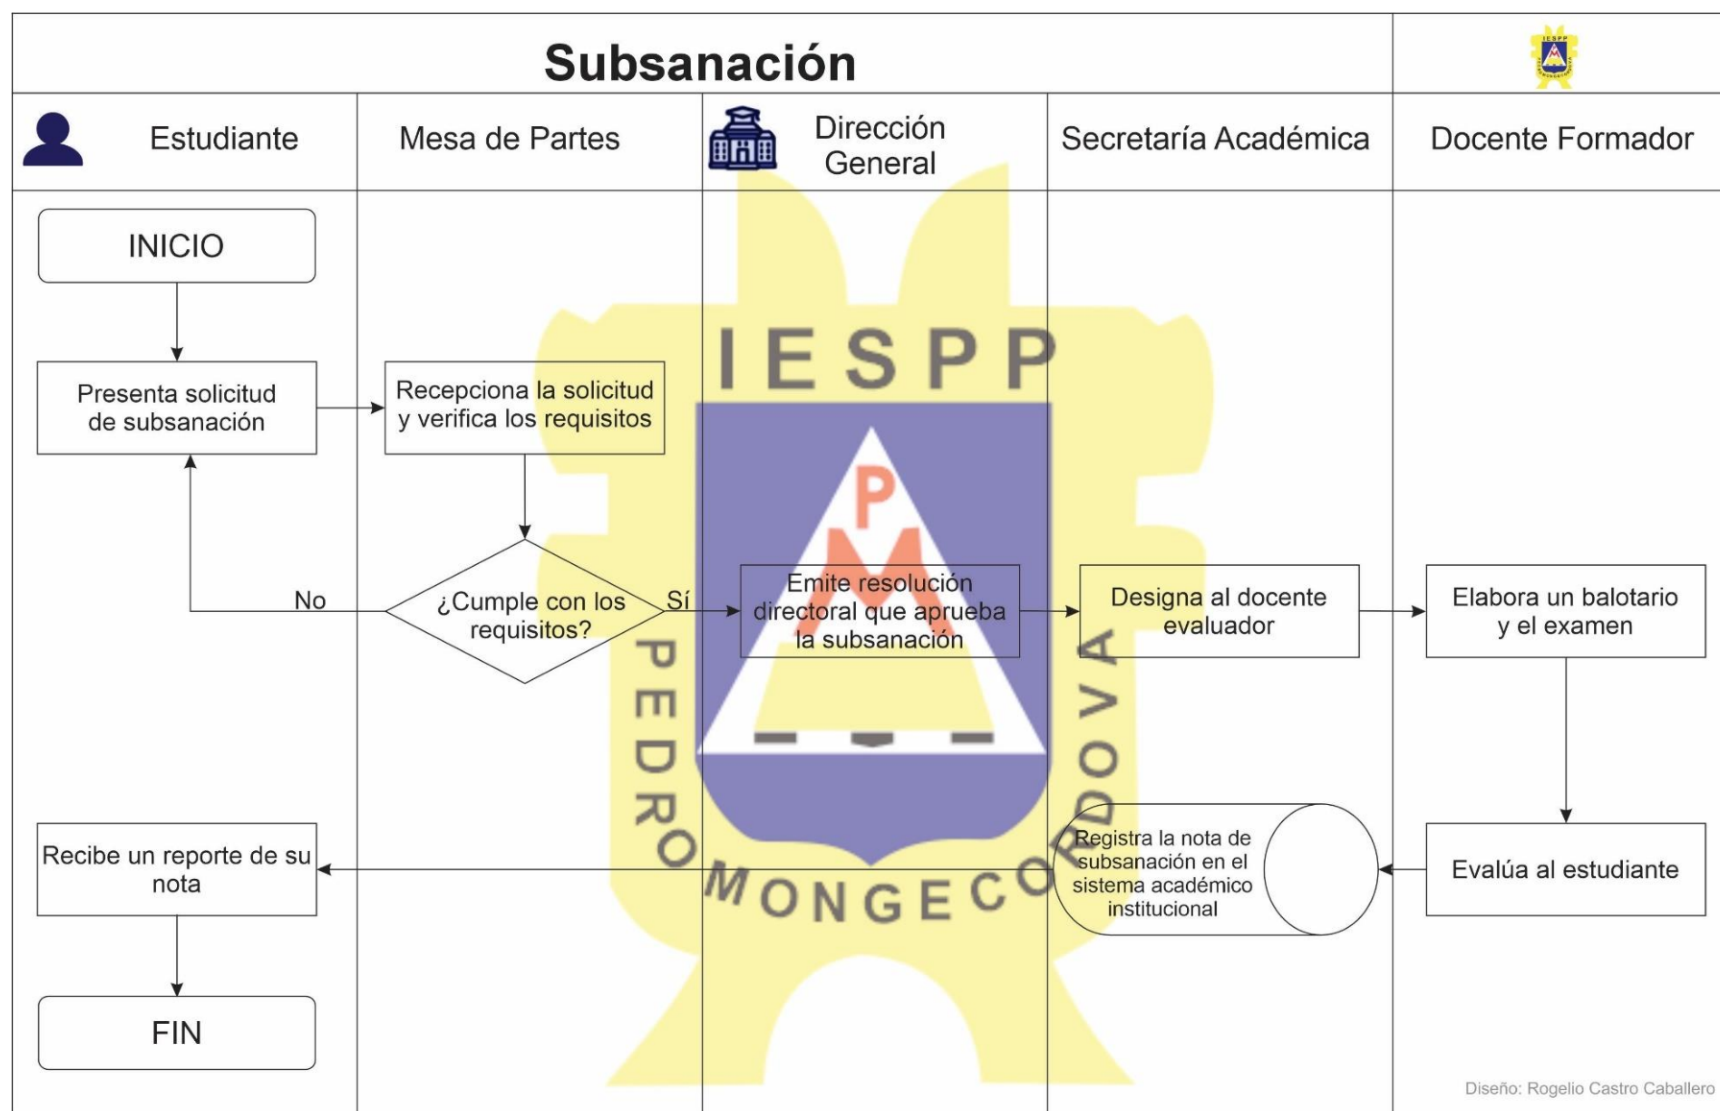 Subsanación
IESPP
PM
Estudiante
Mesa de Partes
Dirección
General
Secretaría Académica
Docente Formador
INICIO
Presenta solicitud
de subsanación
Recepciona la solicitud
y verifica los requisitos
¿Cumple con los
requisitos?
No
Sí
Emite resolución
directoral que aprueba
la subsanación
Designa al docente
evaluador
Elabora un balotario
y el examen
Evalúa al estudiante
Registra la nota de
subsanación en el
sistema académico
institucional
Recibe un reporte de su
nota
FIN
IESPP
P
M
PEDRO MONGE CORDOVA
Diseño: Rogelio Castro Caballero